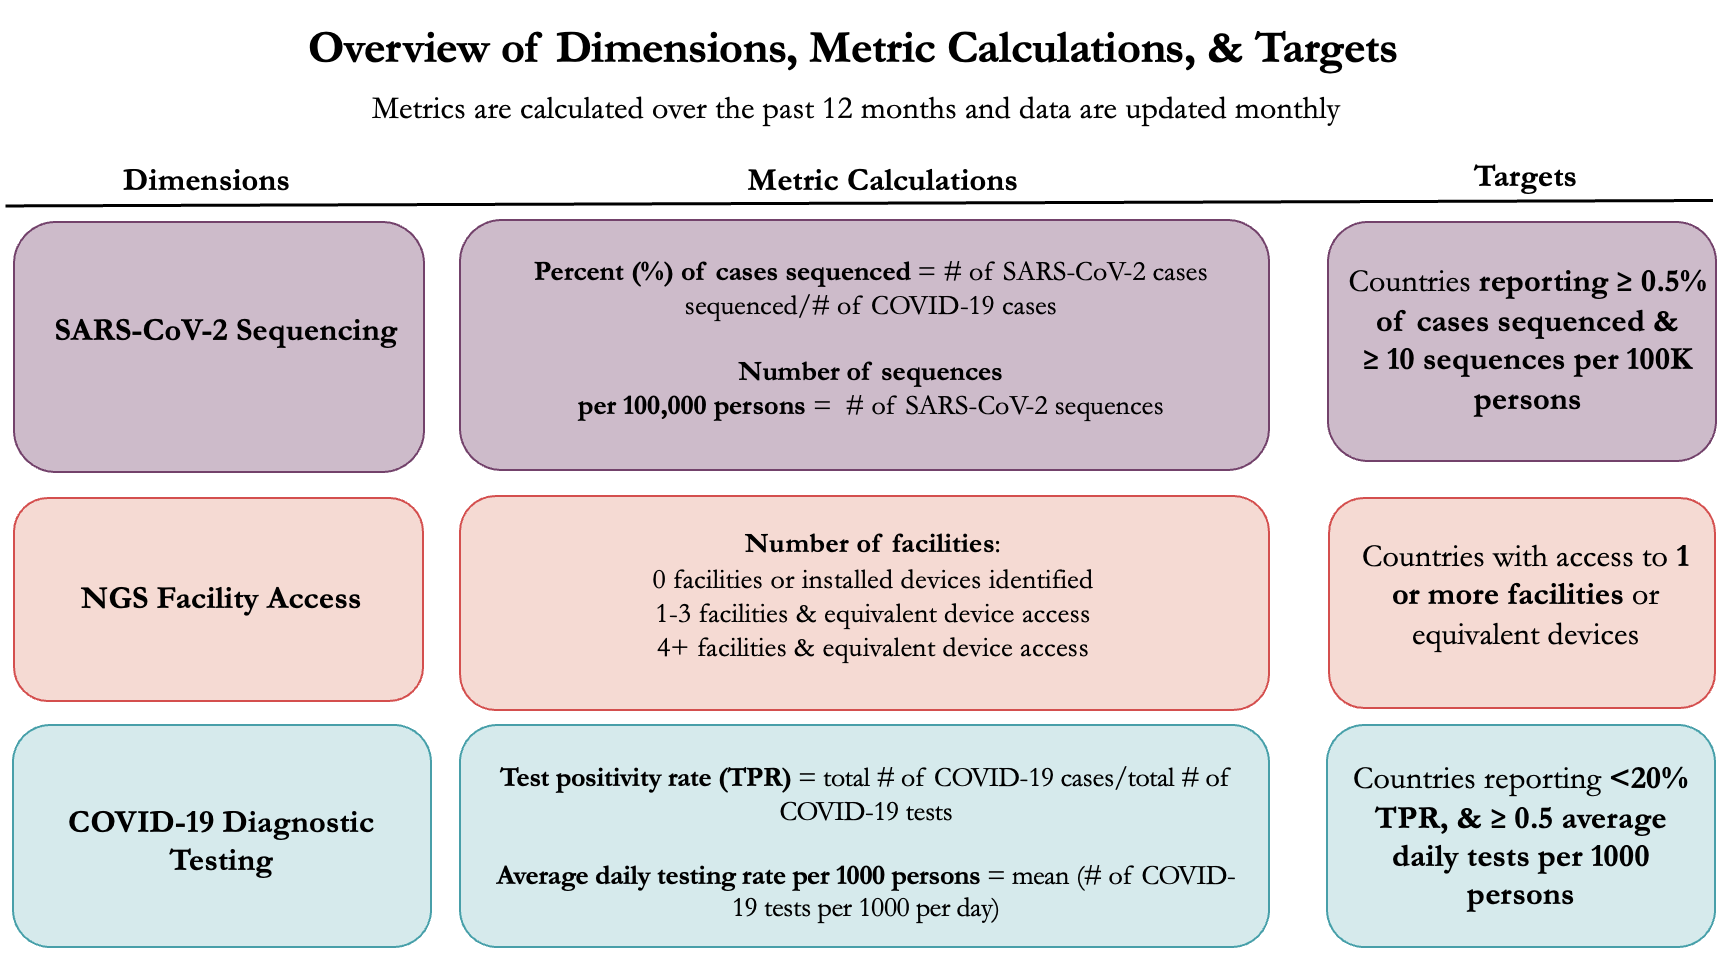 Overview of Dimensions, Metric Calculations, & Targets
Metrics are calculated over the past 12 months and data are updated monthly
Dimensions
Metric Calculations
Targets
SARS-CoV-2 Sequencing
Percent (%) of cases sequenced = # of SARS-CoV-2 cases
sequenced/# of COVID-19 cases
Number of sequences
per 100,000 persons = # of SARS-CoV-2 sequences
Countries reporting ≥ 0.5%
of cases sequenced &
≥ 10 sequences per 100K
persons
NGS Facility Access
Number of facilities:
0 facilities or installed devices identified
1-3 facilities & equivalent device access
4+ facilities & equivalent device access
Countries with access to 1
or more facilities or
equivalent devices
COVID-19 Diagnostic
Testing
Test positivity rate (TPR) = total # of COVID-19 cases/total # of
COVID-19 tests
Average daily testing rate per 1000 persons = mean (# of COVID-
19 tests per 1000 per day)
Countries reporting <20%
TPR, & ≥ 0.5 average
daily tests per 1000
persons